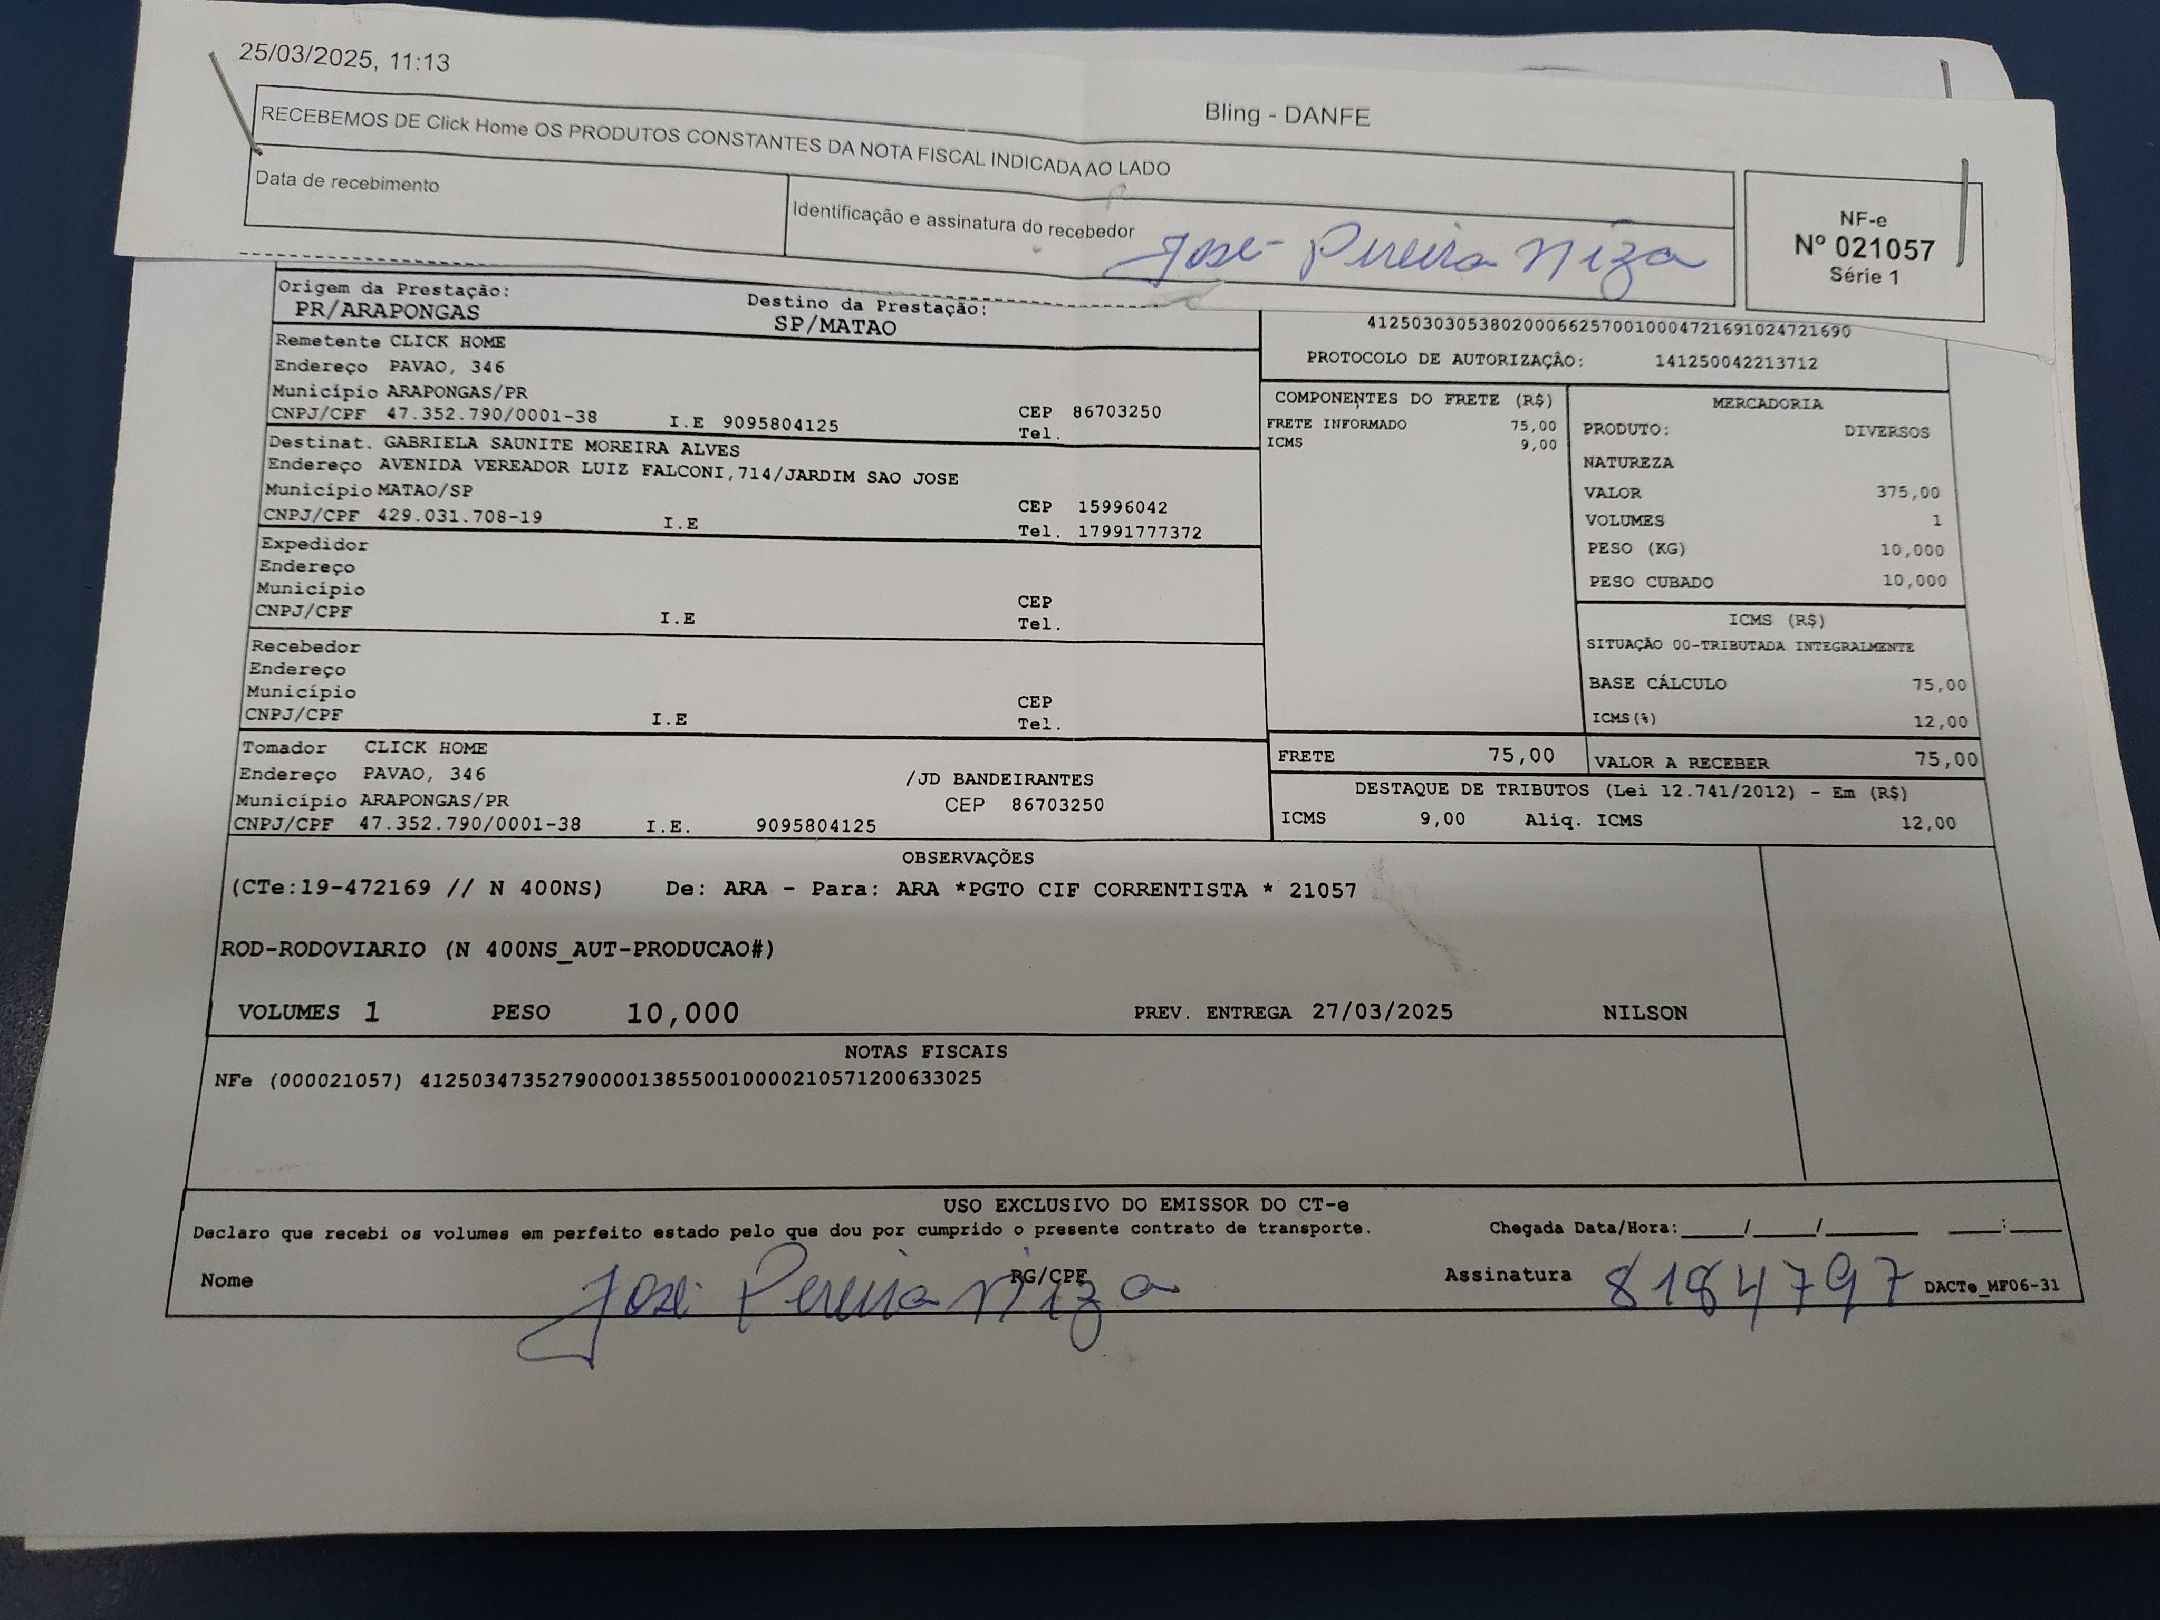 25/03/2025, 11:13
Bling - DANFE
RECEBEMOS DE Click Home OS PRODUTOS CONSTANTES DA NOTA FISCAL INDICADA AO LADO
Data de recebimento
Identificação e assinatura do recebedor
José Pereira Niza
NF-e
Nº 021057
Série 1
Origem da Prestação:
PR/ARAPONGAS
Destino da Prestação:
SP/MATAO
41250303053802000662570010004721691024721690
PROTOCOLO DE AUTORIZAÇÃO: 141250042213712
Remetente CLICK HOME
Endereço PAVAO, 346
Município ARAPONGAS/PR
CNPJ/CPF 47.352.790/0001-38 I.E 9095804125
CEP 86703250
Tel.
Destinat. GABRIELA SAUNITE MOREIRA ALVES
Endereço AVENIDA VEREADOR LUIZ FALCONI,714/JARDIM SAO JOSE
Município MATAO/SP
CNPJ/CPF 429.031.708-19 I.E
CEP 15996042
Tel. 17991777372
Expedidor
Endereço
Município
CNPJ/CPF I.E
CEP
Tel.
Recebedor
Endereço
Município
CNPJ/CPF I.E
CEP
Tel.
Tomador CLICK HOME
Endereço PAVAO, 346 /JD BANDEIRANTES
Município ARAPONGAS/PR CEP 86703250
CNPJ/CPF 47.352.790/0001-38 I.E. 9095804125
COMPONENTES DO FRETE (R$)
FRETE INFORMADO 75,00
ICMS 9,00
MERCADORIA
PRODUTO: DIVERSOS
NATUREZA
VALOR 375,00
VOLUMES 1
PESO (KG) 10,000
PESO CUBADO 10,000
ICMS (R$)
SITUAÇÃO 00-TRIBUTADA INTEGRALMENTE
BASE CÁLCULO 75,00
ICMS(%) 12,00
FRETE 75,00
VALOR A RECEBER 75,00
DESTAQUE DE TRIBUTOS (Lei 12.741/2012) - Em (R$)
ICMS 9,00 Aliq. ICMS 12,00
OBSERVAÇÕES
(CTe:19-472169 // N 400NS) De: ARA - Para: ARA *PGTO CIF CORRENTISTA * 21057
ROD-RODOVIARIO (N 400NS_AUT-PRODUCAO#)
VOLUMES 1 PESO 10,000 PREV. ENTREGA 27/03/2025 NILSON
NOTAS FISCAIS
NFe (000021057) 41250347352790000138550010000210571200633025
USO EXCLUSIVO DO EMISSOR DO CT-e
Declaro que recebi os volumes em perfeito estado pelo que dou por cumprido o presente contrato de transporte. Chegada Data/Hora:____/____/______ ___:___
Nome José Pereira Niza RG/CPF Assinatura 8184797 DACTe_MF06-31